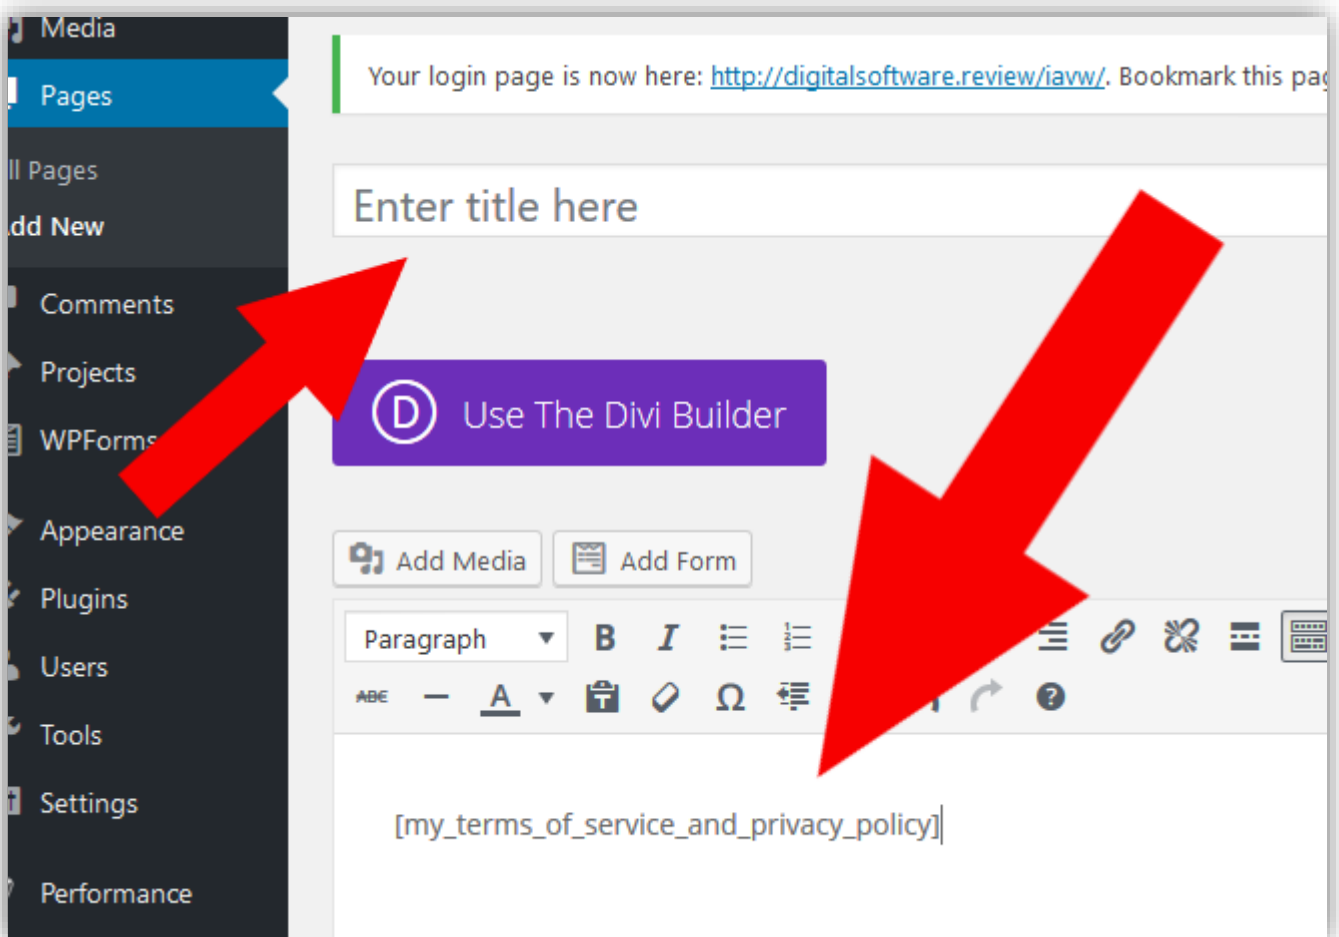 Media
Pages
ll Pages
dd New
Comments
Projects
WPForms
Appearance
Plugins
Users
Tools
Settings
Performance
Your login page is now here: http://digitalsoftware.review/iavw/. Bookmark this pag
Enter title here
D Use The Divi Builder
Add Media
Add Form
Paragraph
B I
ABC A T Ω ?
[my_terms_of_service_and_privacy_policy]